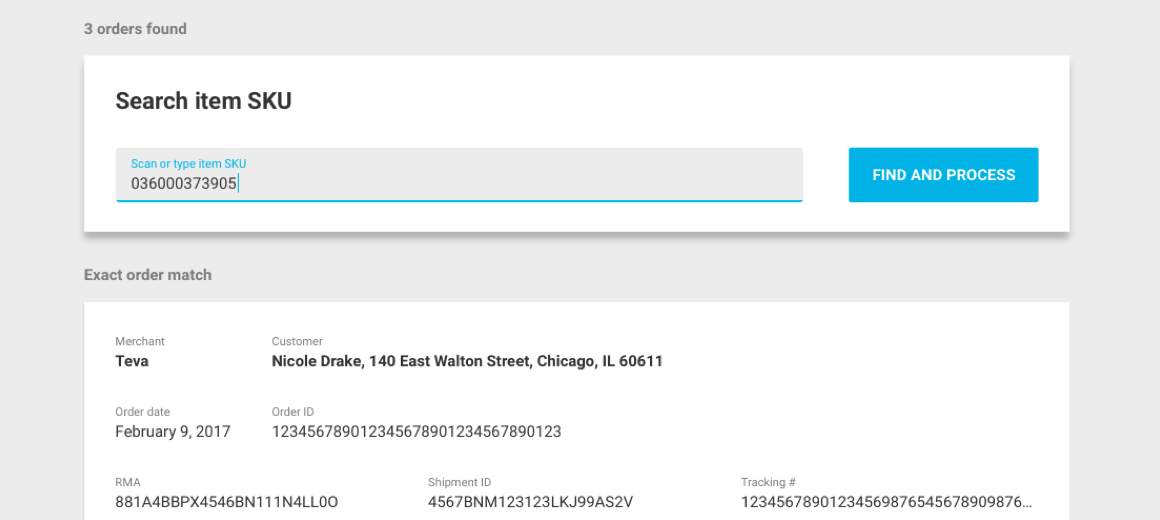 3 orders found
Search item SKU
Scan or type item SKU
036000373905
FIND AND PROCESS
Exact order match
Merchant
Customer
Teva
Nicole Drake, 140 East Walton Street, Chicago, IL 60611
Order date
Order ID
February 9, 2017
123456789012345678901234567890123
RMA
Shipment ID
Tracking #
881A4BBPX4546BN111N4LL0O
4567BNM123123LKJ99AS2V
12345678901234569876545678909876...